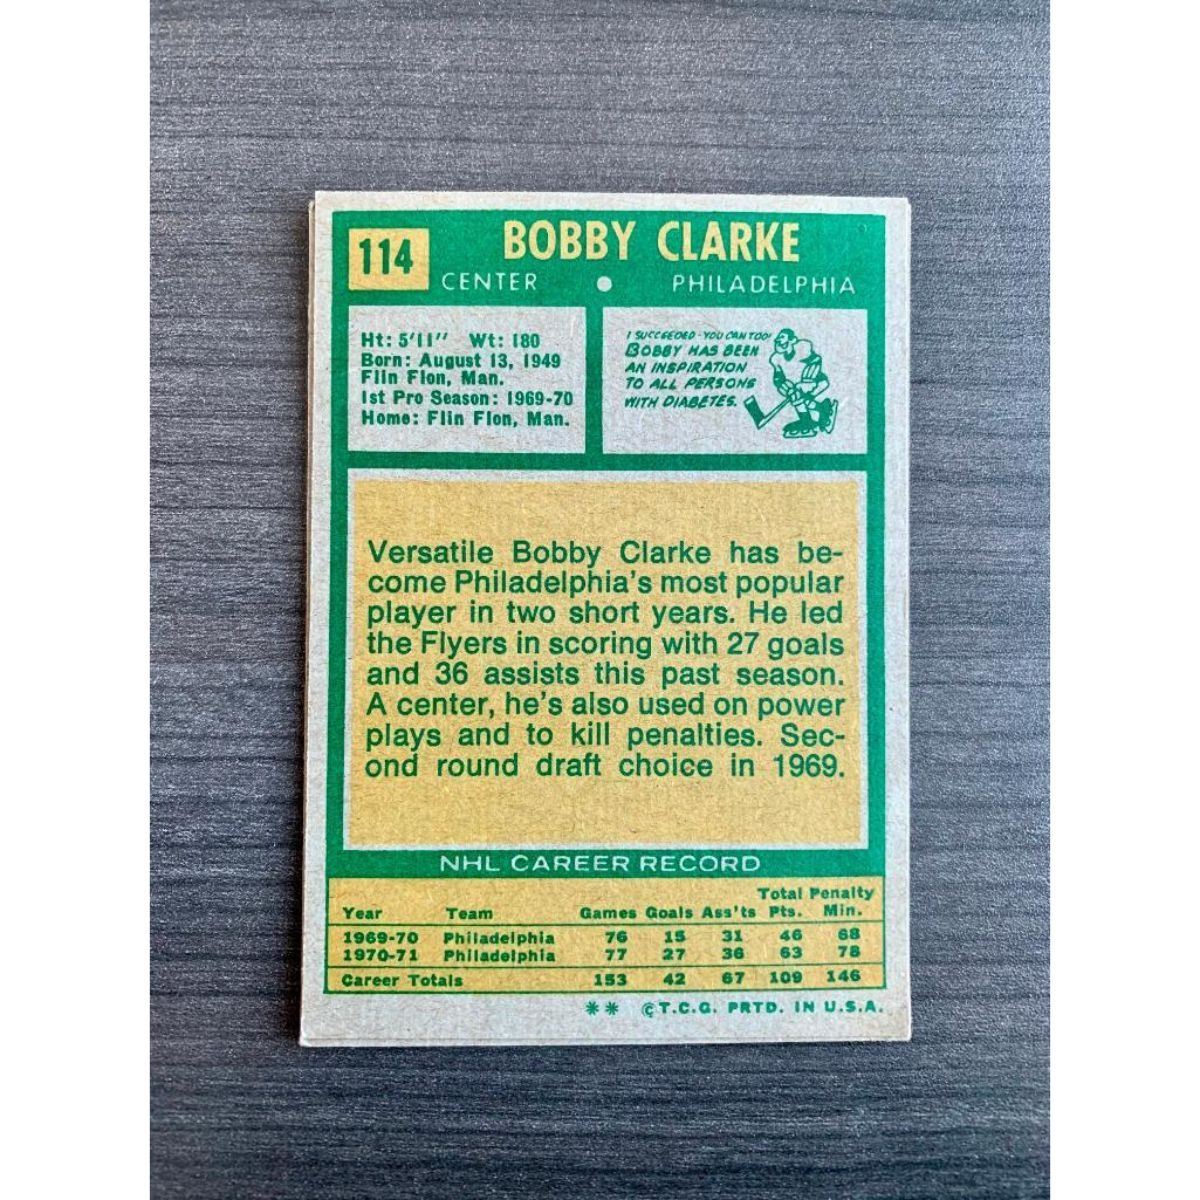 114
BOBBY CLARKE
CENTER • PHILADELPHIA
Ht: 5'11" Wt: 180
Born: August 13, 1949
Flin Flon, Man.
1st Pro Season: 1969-70
Home: Flin Flon, Man.
I SUCCEEDED - YOU CAN TOO!
BOBBY HAS BEEN
AN INSPIRATION
TO ALL PERSONS
WITH DIABETES.
Versatile Bobby Clarke has be-
come Philadelphia's most popular
player in two short years. He led
the Flyers in scoring with 27 goals
and 36 assists this past season.
A center, he's also used on power
plays and to kill penalties. Sec-
ond round draft choice in 1969.
NHL CAREER RECORD
Total Penalty
Year Team Games Goals Ass'ts Pts. Min.
1969-70 Philadelphia 76 15 31 46 68
1970-71 Philadelphia 77 27 36 63 78
Career Totals 153 42 67 109 146
** © T.C.G. PRTD. IN U.S.A.